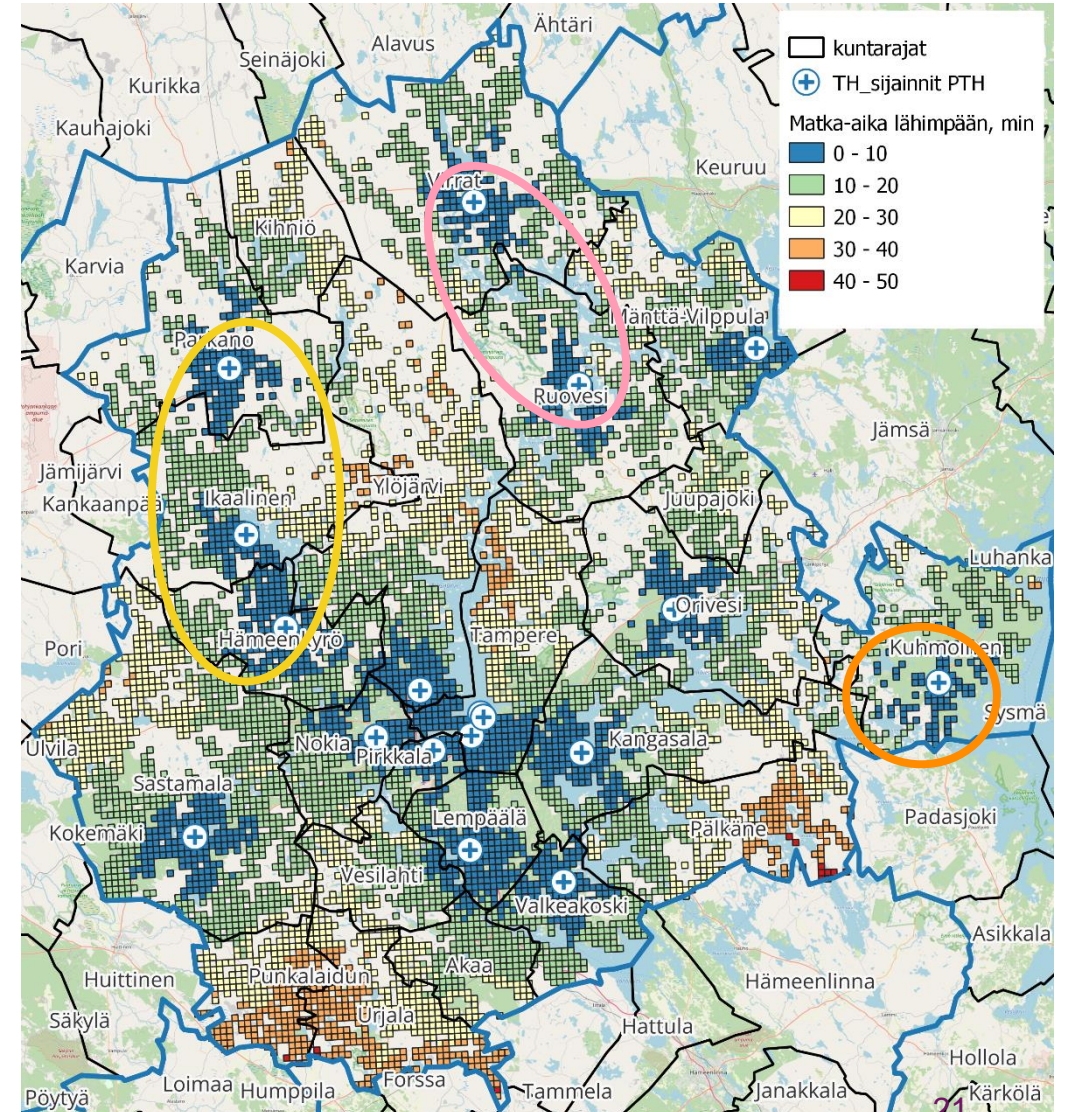 Ähtäri
Alavus
Seinäjoki
Kurikka
Kauhajoki
Keuruu
Virrat
Kihniö
Karvia
Mänttä-Vilppula
Parkano
Ruovesi
Jämsä
Jämijärvi
Kankaanpää
Ikaalinen
Ylöjärvi
Juupajoki
Luhanka
Orivesi
Hämeenkyrö
Tampere
Kuhmoinen
Pori
Sysmä
Ulvila
Nokia
Pirkkala
Kangasala
Sastamala
Kokemäki
Lempäälä
Pälkäne
Padasjoki
Vesilahti
Valkeakoski
Asikkala
Huittinen
Punkalaidun
Akaa
Hämeenlinna
Säkylä
Urjala
Hattula
Hollola
Loimaa
Humppila
Forssa
Tammela
Janakkala
Kärkölä
Pöytyä
21
kuntarajat
TH_sijainnit PTH
Matka-aika lähimpään, min
0 - 10
10 - 20
20 - 30
30 - 40
40 - 50